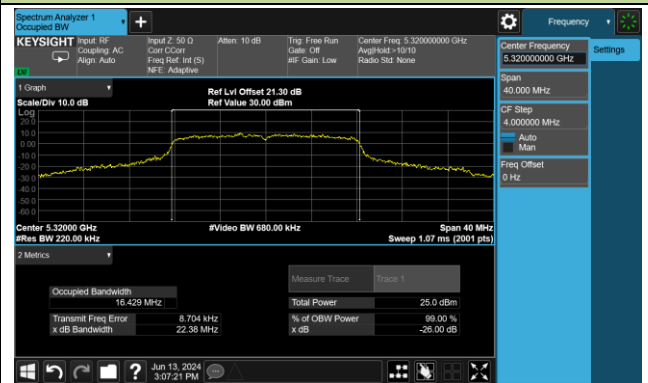 Spectrum Analyzer 1
Occupied BW
Frequency
KEYSIGHT
Input: RF
Coupling: AC
Align: Auto
Input Z: 50 Ω
Corr CCorr
Freq Ref: Int (S)
NFE: Adaptive
Atten: 10 dB
Trig: Free Run
Gate: Off
#IF Gain: Low
Center Freq: 5.320000000 GHz
Avg|Hold:>10/10
Radio Std: None
Center Frequency
5.320000000 GHz
Settings
Span
40.000 MHz
CF Step
4.000000 MHz
Auto
Man
Freq Offset
0 Hz
1 Graph
Scale/Div 10.0 dB
Ref Lvl Offset 21.30 dB
Ref Value 30.00 dBm
Log
20.0
10.0
0.00
-10.0
-20.0
-30.0
-40.0
-50.0
-60.0
Center 5.32000 GHz
#Video BW 680.00 kHz
Span 40 MHz
#Res BW 220.00 kHz
Sweep 1.07 ms (2001 pts)
2 Metrics
Measure Trace
Trace 1
Occupied Bandwidth
16.429 MHz
Total Power
25.0 dBm
Transmit Freq Error
8.704 kHz
% of OBW Power
99.00 %
x dB Bandwidth
22.38 MHz
x dB
-26.00 dB
?
Jun 13, 2024
3:07:21 PM